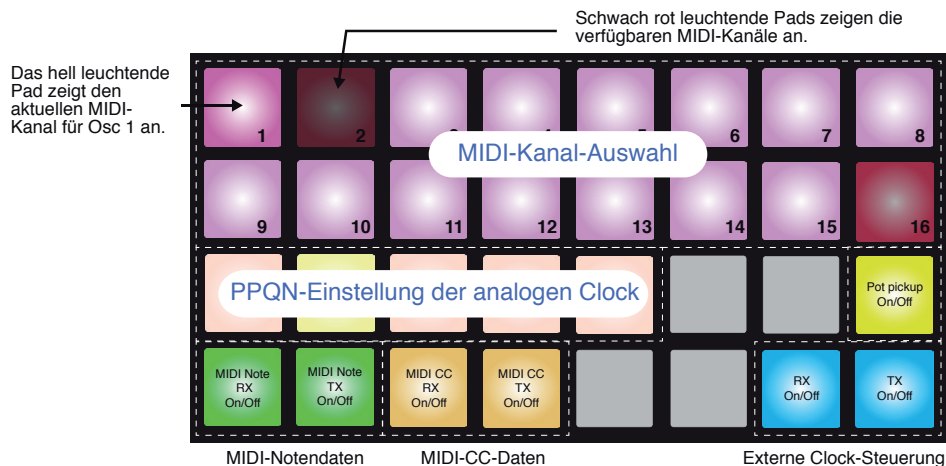 Schwach rot leuchtende Pads zeigen die
verfügbaren MIDI-Kanäle an.
Das hell leuchtende
Pad zeigt den
aktuellen MIDI-
Kanal für Osc 1 an.
1
2
6
7
8
MIDI-Kanal-Auswahl
9
10
11
12
13
14
15
16
PPQN-Einstellung der analogen Clock
Pot pickup
On/Off
MIDI Note
RX
On/Off
MIDI Note
TX
On/Off
MIDI CC
RX
On/Off
MIDI CC
TX
On/Off
RX
On/Off
TX
On/Off
MIDI-Notendaten
MIDI-CC-Daten
Externe Clock-Steuerung